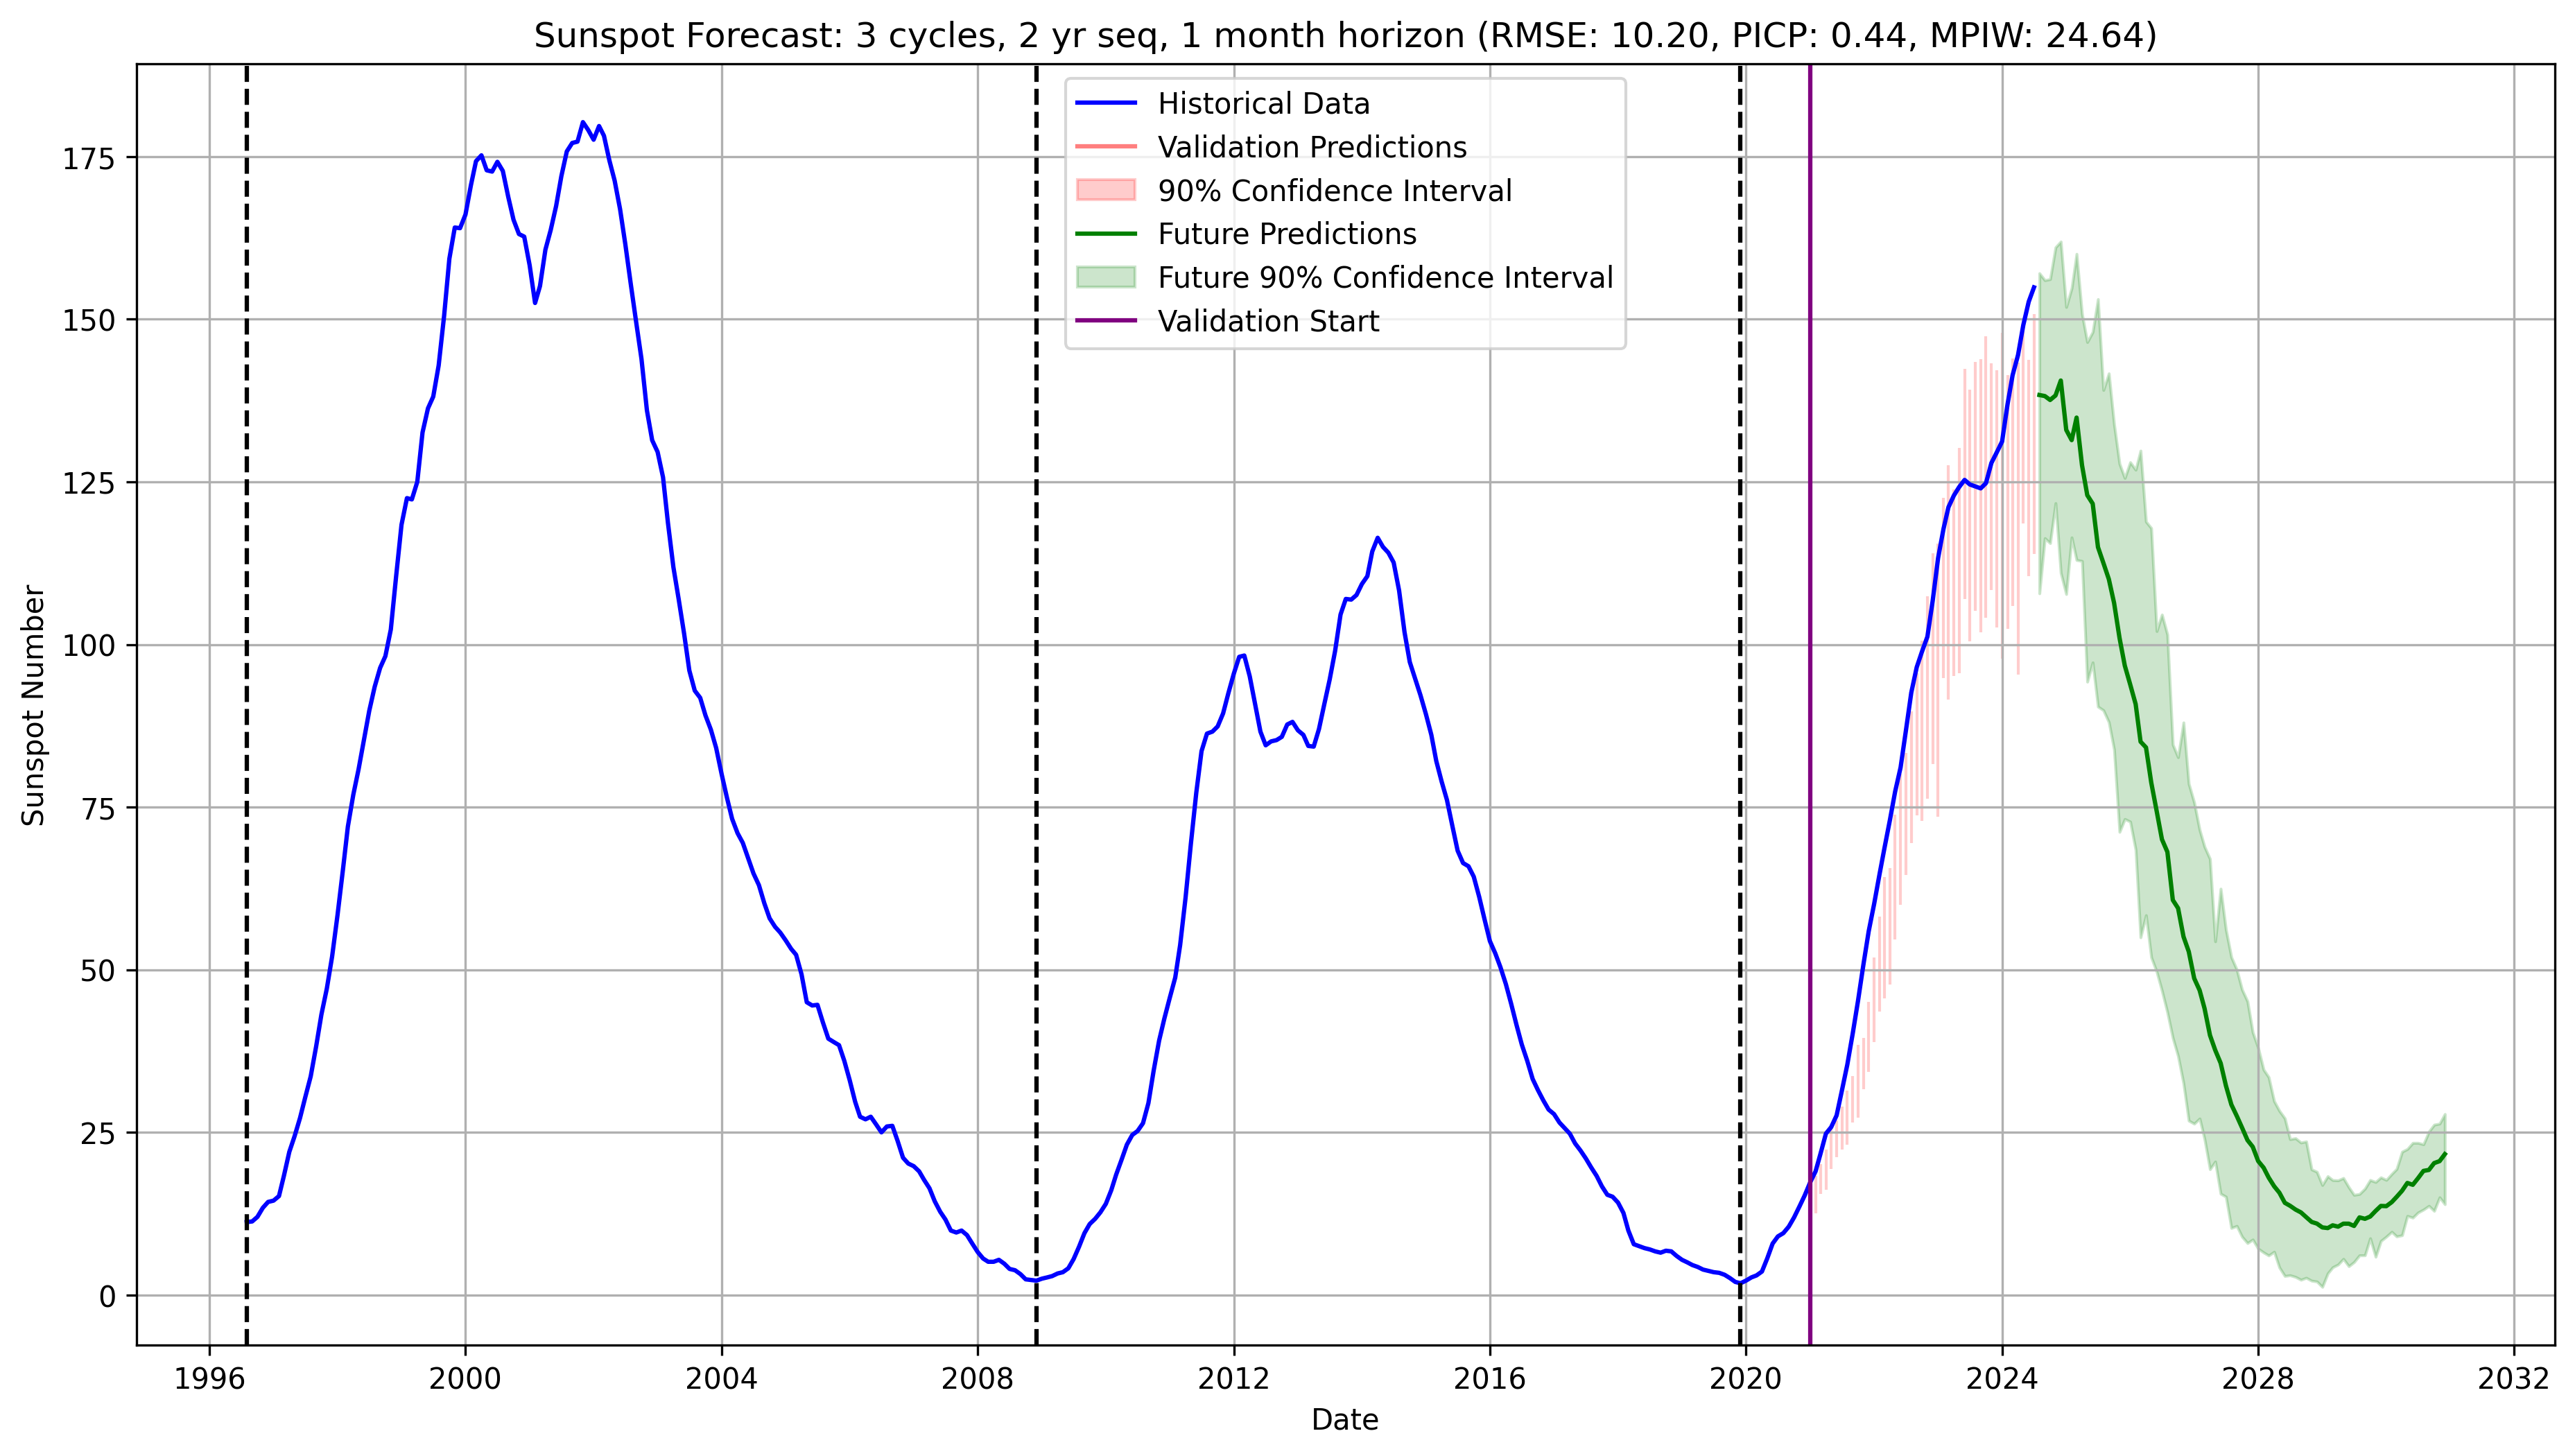 Sunspot Forecast: 3 cycles, 2 yr seq, 1 month horizon (RMSE: 10.20, PICP: 0.44, MPIW: 24.64)
Historical Data
Validation Predictions
90% Confidence Interval
Future Predictions
Future 90% Confidence Interval
Validation Start
Sunspot Number
175
150
125
100
75
50
25
0
1996 2000 2004 2008 2012 2016 2020 2024 2028 2032
Date